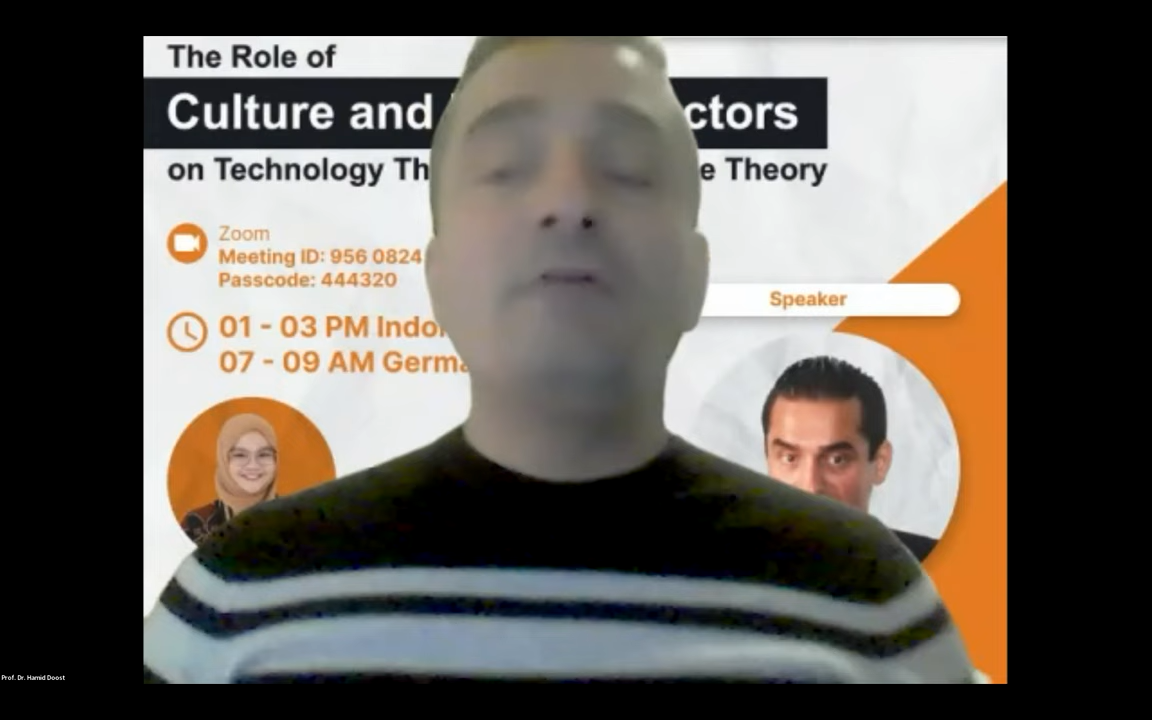 The Role of
Culture and ctors
on Technology Th e Theory
Zoom
Meeting ID: 956 0824
Passcode: 444320
Speaker
01 - 03 PM Indo
07 - 09 AM Germa
Prof. Dr. Hamid Doost